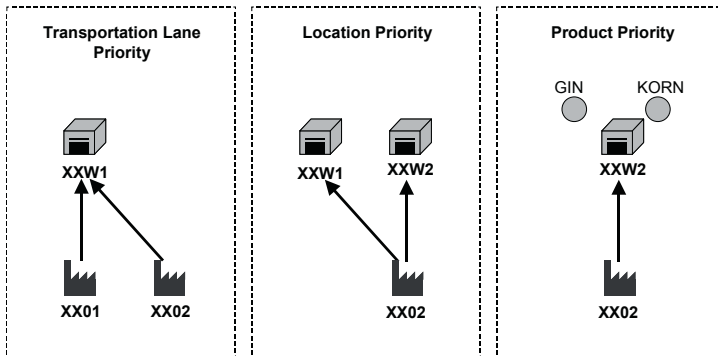 Transportation Lane
Priority
XXW1
XX01
XX02
Location Priority
XXW1
XXW2
XX02
Product Priority
GIN
KORN
XXW2
XX02